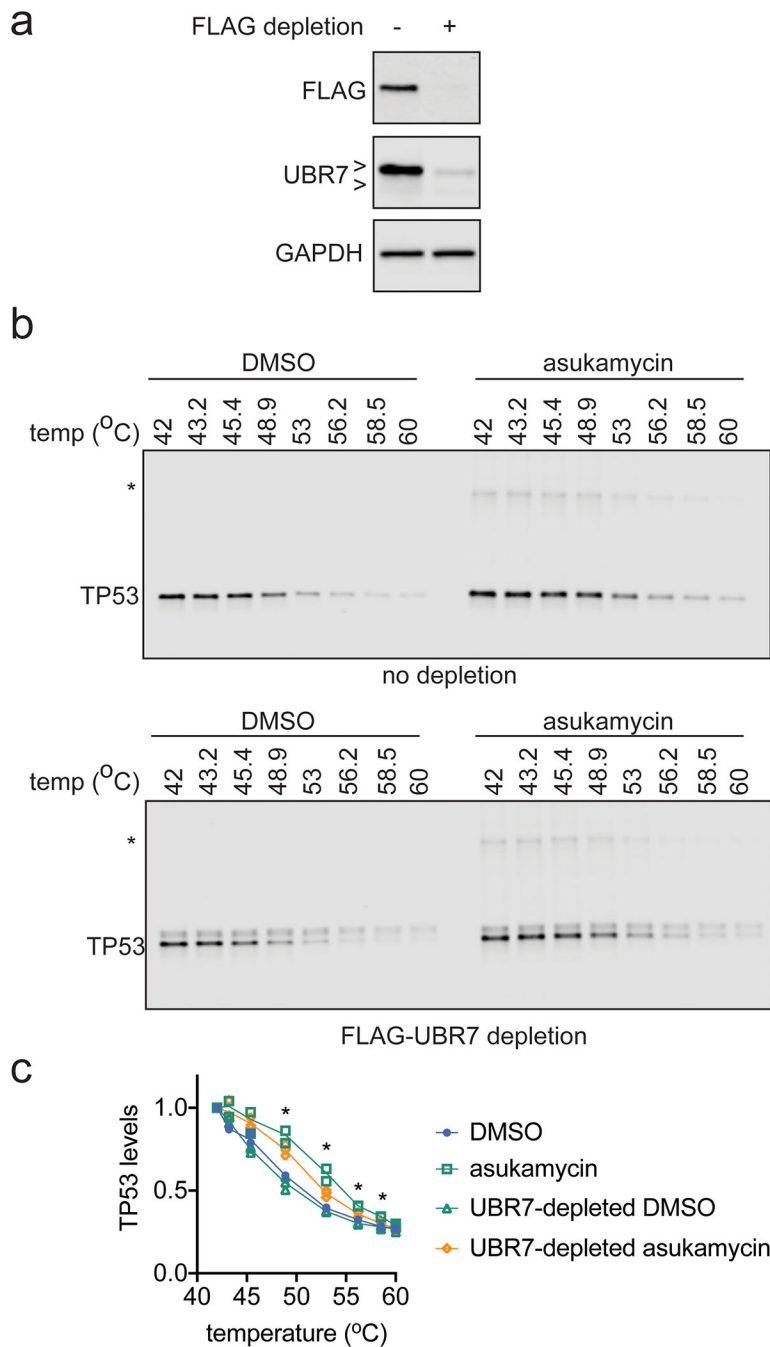 a
FLAG depletion - +
FLAG
UBR7 >
>
GAPDH
b
DMSO asukamycin
temp (oC) 42 43.2 45.4 48.9 53 56.2 58.5 60 42 43.2 45.4 48.9 53 56.2 58.5 60
*
TP53
no depletion
DMSO asukamycin
temp (oC) 42 43.2 45.4 48.9 53 56.2 58.5 60 42 43.2 45.4 48.9 53 56.2 58.5 60
*
TP53
FLAG-UBR7 depletion
c
TP53 levels
1.0
0.5
0.0
* * * *
40 45 50 55 60
temperature (oC)
DMSO
asukamycin
UBR7-depleted DMSO
UBR7-depleted asukamycin